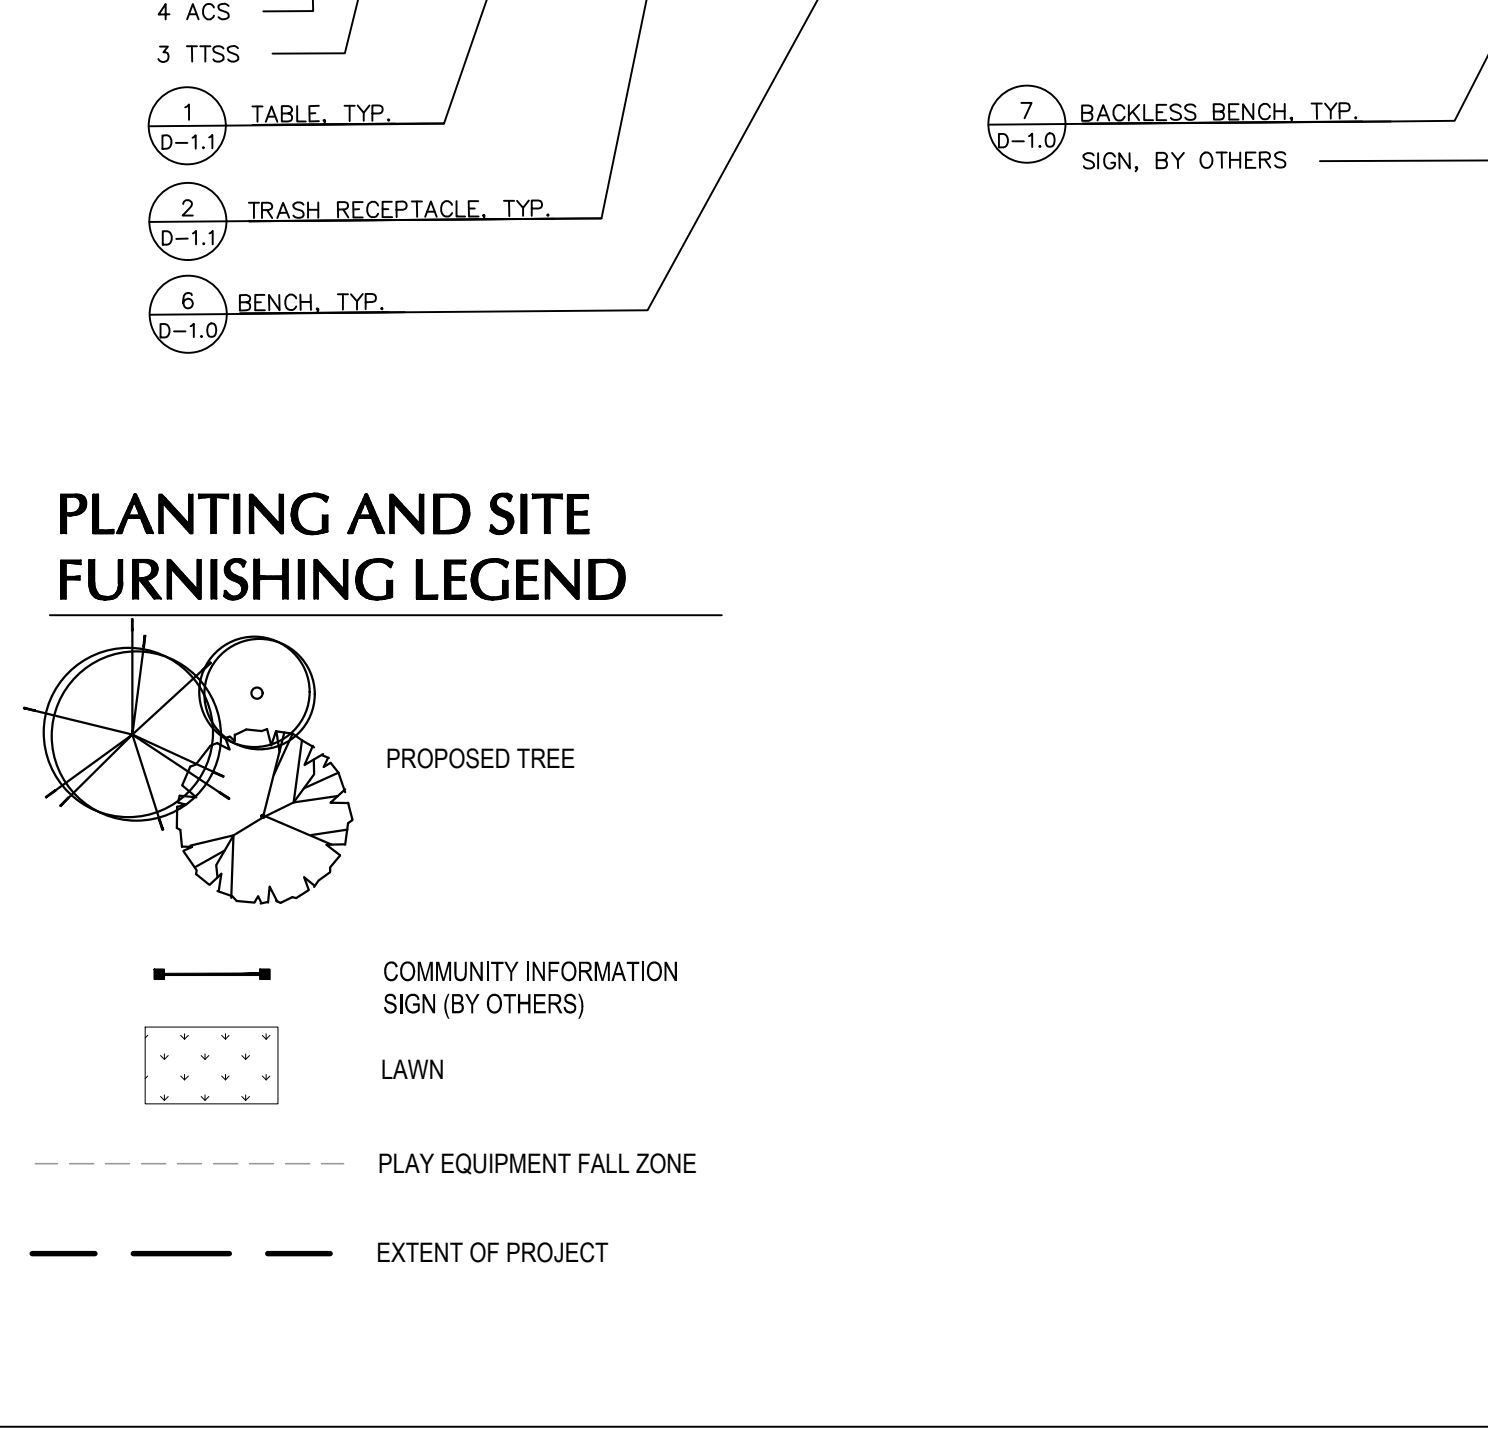 4 ACS
3 TTSS
1
D-1.1
TABLE, TYP.
2
D-1.1
TRASH RECEPTACLE, TYP.
6
D-1.0
BENCH, TYP.
7
D-1.0
BACKLESS BENCH, TYP.
SIGN, BY OTHERS
PLANTING AND SITE
FURNISHING LEGEND
PROPOSED TREE
COMMUNITY INFORMATION
SIGN (BY OTHERS)
LAWN
PLAY EQUIPMENT FALL ZONE
EXTENT OF PROJECT